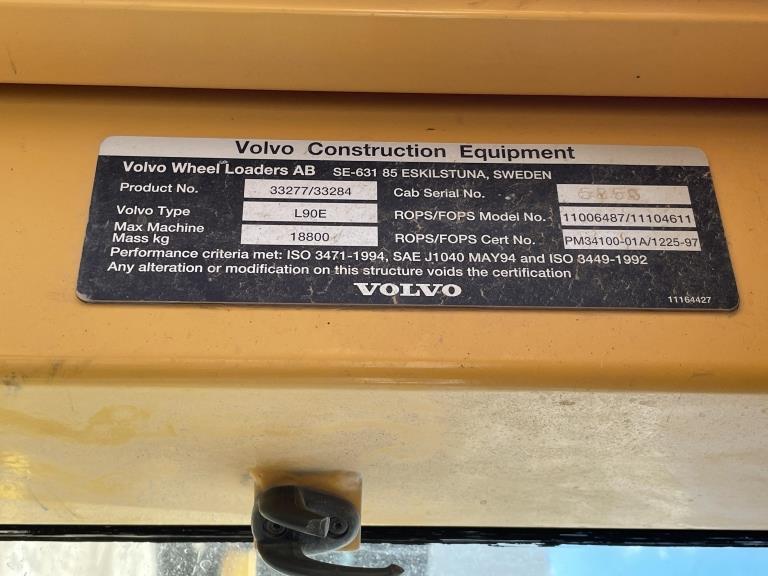 Volvo Construction Equipment
Volvo Wheel Loaders AB SE-631 85 ESKILSTUNA, SWEDEN
Product No. 33277/33284 Cab Serial No.
Volvo Type L90E ROPS/FOPS Model No. 11006487/11104611
Max Machine Mass kg 18800 ROPS/FOPS Cert No. PM34100-01A/1225-97
Performance criteria met: ISO 3471-1994, SAE J1040 MAY94 and ISO 3449-1992
Any alteration or modification on this structure voids the certification
VOLVO
11164427